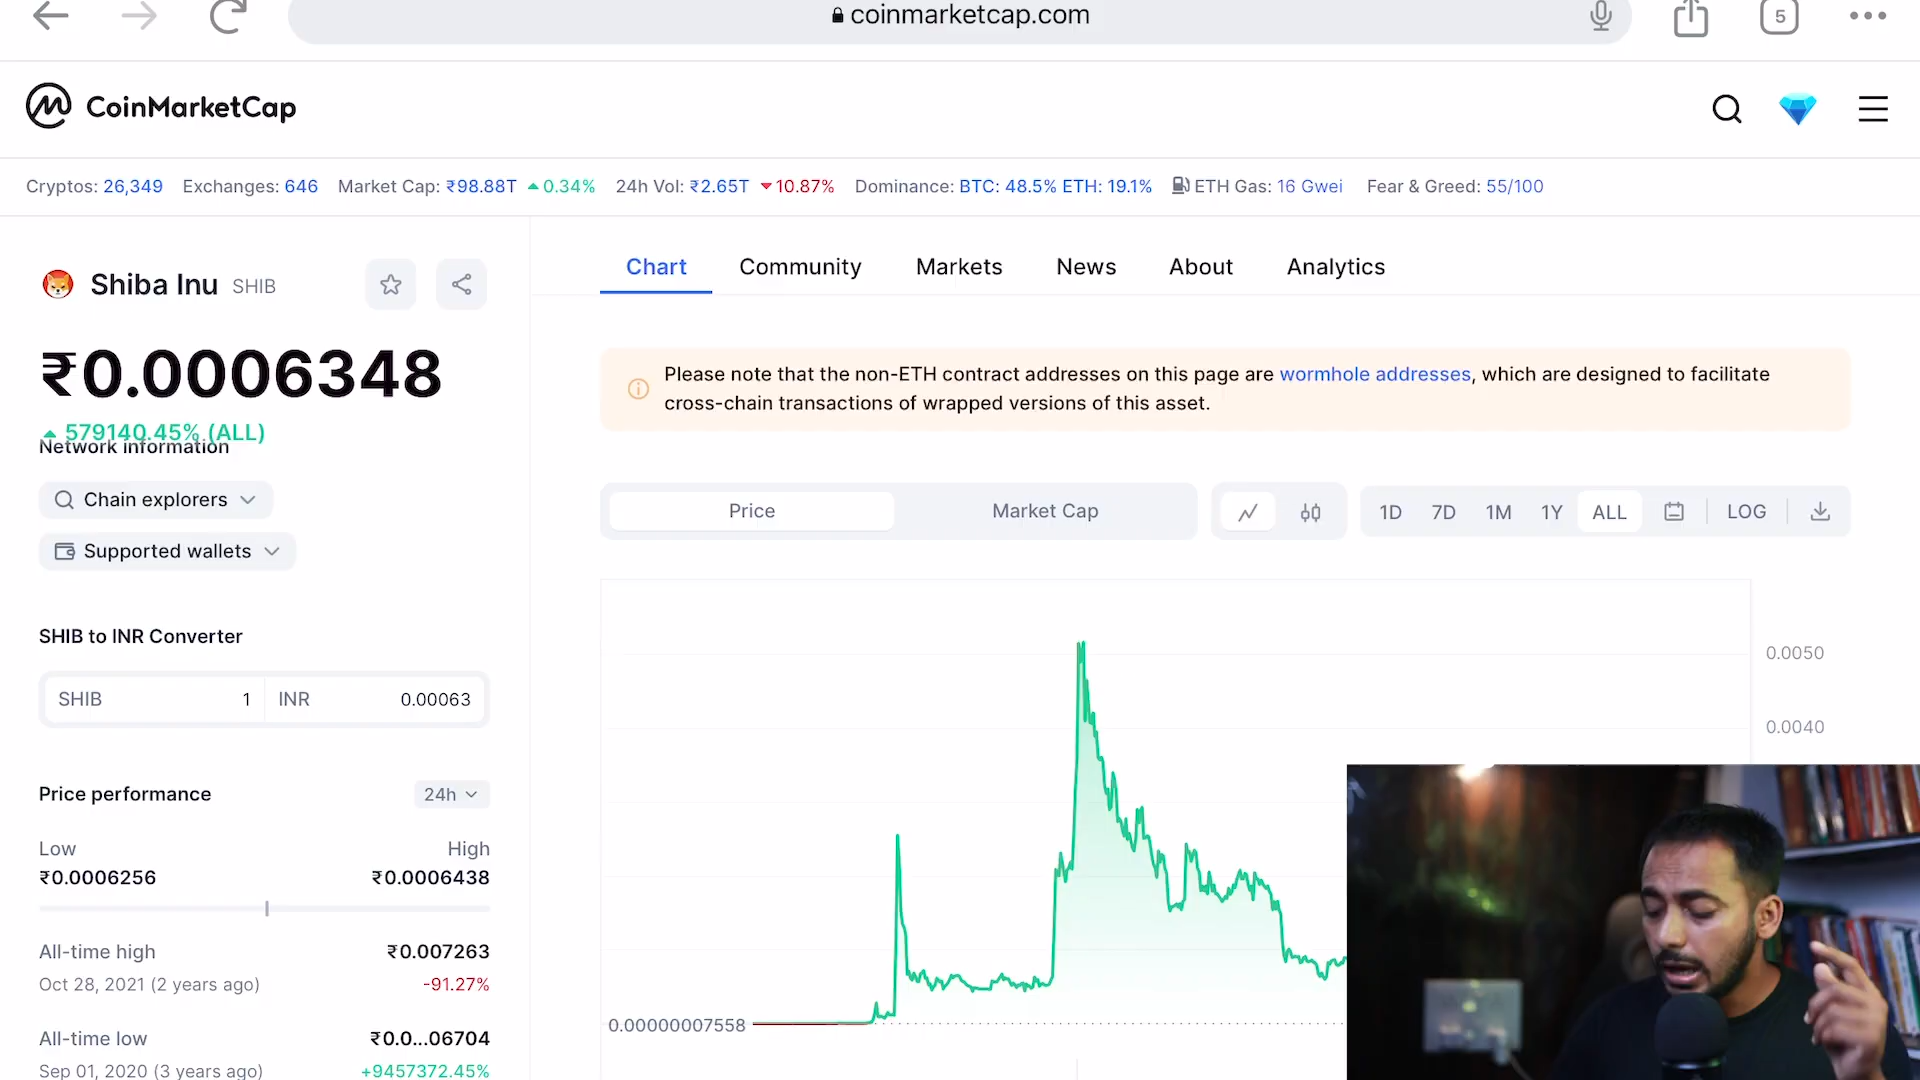 coinmarketcap.com
5
CoinMarketCap
Cryptos: 26,349 Exchanges: 646 Market Cap: ₹98.88T 0.34% 24h Vol: ₹2.65T 10.87% Dominance: BTC: 48.5% ETH: 19.1% ETH Gas: 16 Gwei Fear & Greed: 55/100
Shiba Inu SHIB
₹0.0006348
579140.45% (ALL)
Network information
Chain explorers
Supported wallets
SHIB to INR Converter
SHIB 1 INR 0.00063
Price performance 24h
Low High
₹0.0006256 ₹0.0006438
All-time high ₹0.007263
Oct 28, 2021 (2 years ago) -91.27%
All-time low ₹0.0...06704
Sep 01, 2020 (3 years ago) +9457372.45%
Chart Community Markets News About Analytics
Please note that the non-ETH contract addresses on this page are wormhole addresses, which are designed to facilitate
cross-chain transactions of wrapped versions of this asset.
Price Market Cap 1D 7D 1M 1Y ALL LOG
0.0050
0.0040
0.00000007558